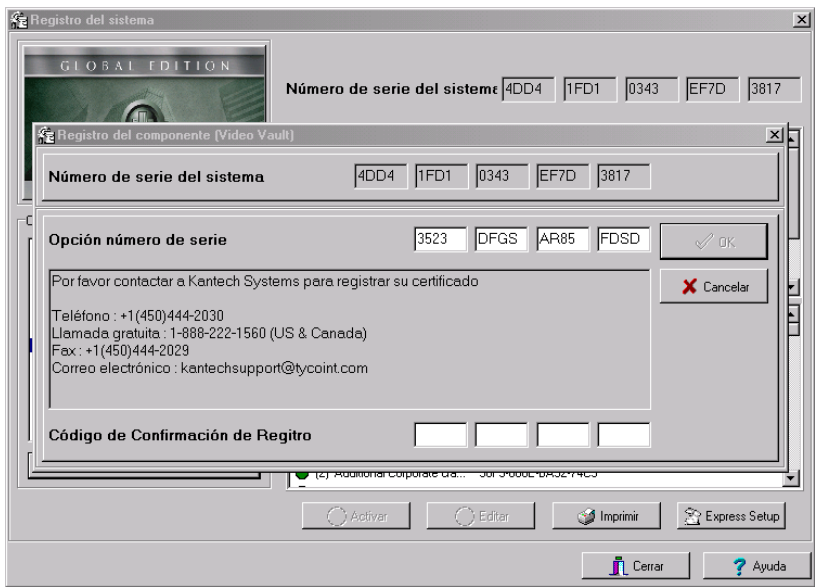 Registro del sistema
GLOBAL EDITION
Número de serie del sisteme 4DD4 1FD1 0343 EF7D 3817
Registro del componente (Video Vault)
Número de serie del sistema 4DD4 1FD1 0343 EF7D 3817
Opción número de serie 3523 DFGS AR85 FDSD OK
Por favor contactar a Kantech Systems para registrar su certificado
Cancelar
Teléfono : +1(450)444-2030
Llamada gratuita : 1-888-222-1560 (US & Canada)
Fax : +1(450)444-2029
Correo electrónico : kantechsupport@tycoint.com
Código de Confirmación de Regitro
(2) Additional Corporate
Activar Editar Imprimir Express Setup
Cerrar Ayuda